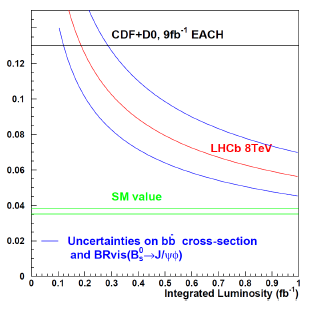 CDF+D0, 9fb⁻¹ EACH
0.12
0.1
LHCb 8TeV
0.08
0.06
SM value
0.04
0.02
Uncertainties on bb̄ cross-section
and BRvis(B⁰ₛ→J/ψϕ)
0
0 0.1 0.2 0.3 0.4 0.5 0.6 0.7 0.8 0.9 1
Integrated Luminosity (fb⁻¹)